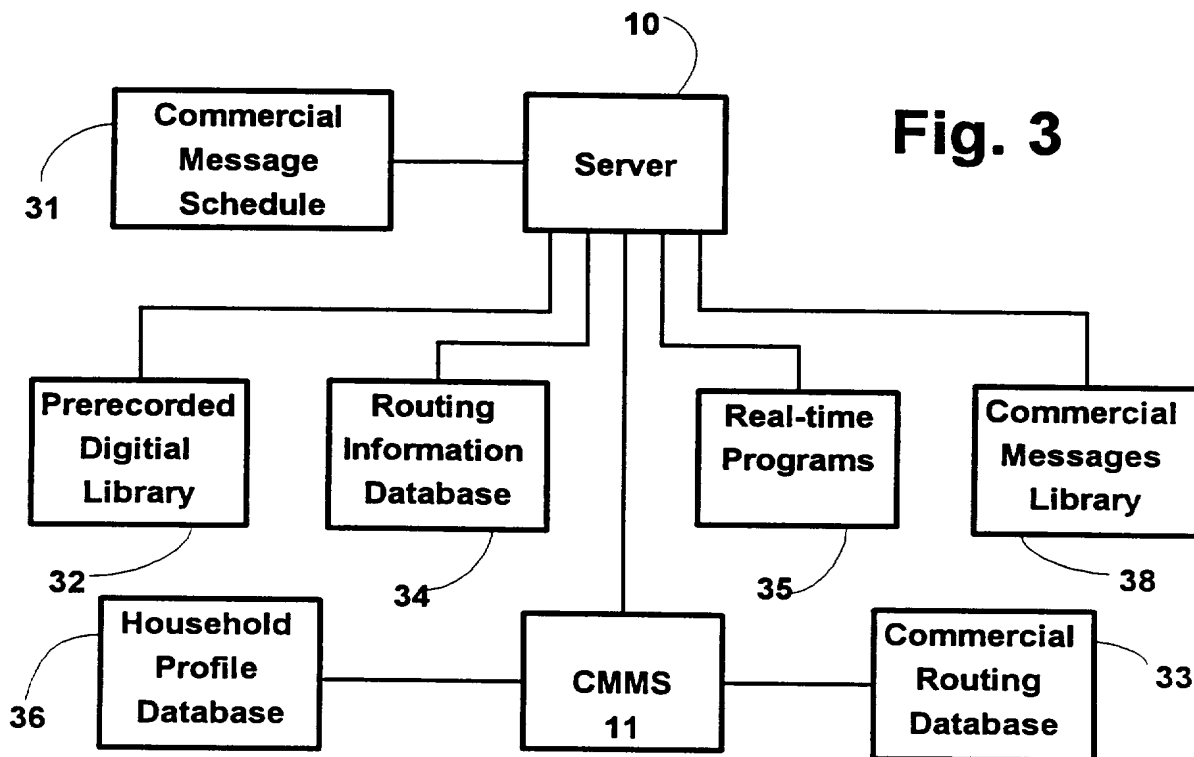 10
Fig. 3
Commercial
Message
Schedule
Server
31
Prerecorded
Digitial
Library
Routing
Information
Database
Real-time
Programs
Commercial
Messages
Library
32
34
35
38
Household
Profile
Database
CMMS
11
Commercial
Routing
Database
36
33